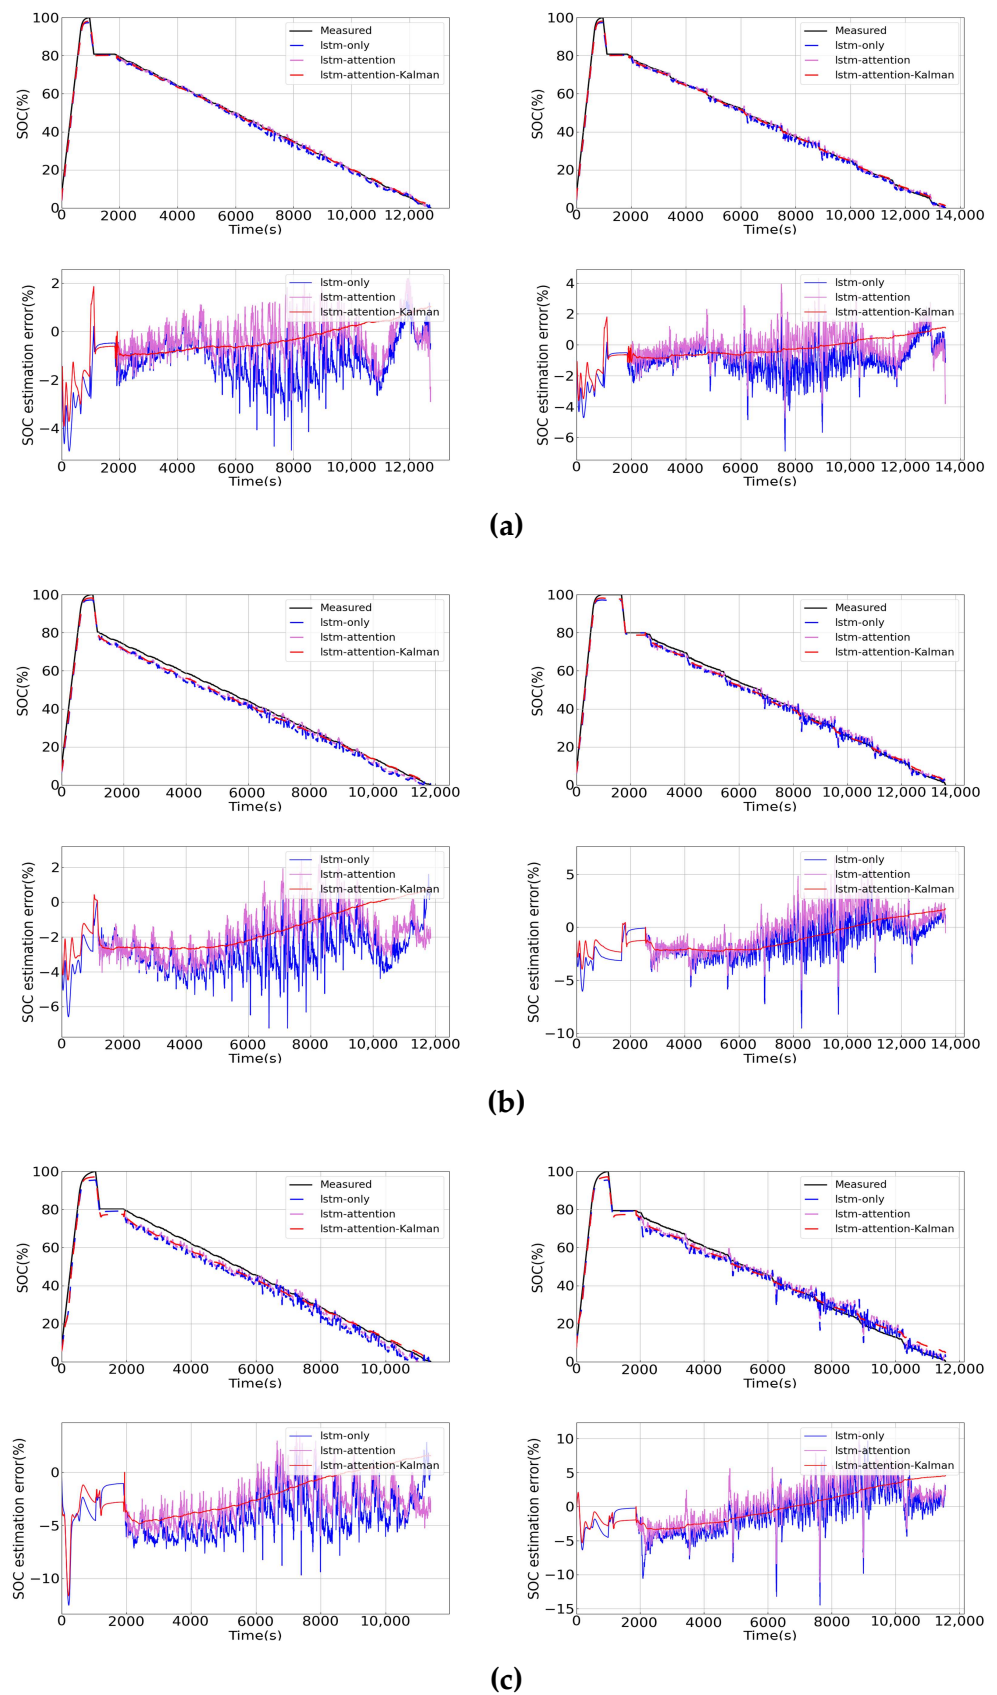 100
80
60
40
20
0
SOC(%)
Measured
lstm-only
lstm-attention
lstm-attention-Kalman
0 2000 4000 6000 8000 10,000 12,000
Time(s)
100
80
60
40
20
0
SOC(%)
Measured
lstm-only
lstm-attention
lstm-attention-Kalman
0 2000 4000 6000 8000 10,000 12,000 14,000
Time(s)
2
0
−2
−4
SOC estimation error(%)
lstm-only
lstm-attention
lstm-attention-Kalman
0 2000 4000 6000 8000 10,000 12,000
Time(s)
4
2
0
−2
−4
−6
SOC estimation error(%)
lstm-only
lstm-attention
lstm-attention-Kalman
0 2000 4000 6000 8000 10,000 12,000 14,000
Time(s)
(a)
100
80
60
40
20
0
SOC(%)
Measured
lstm-only
lstm-attention
lstm-attention-Kalman
0 2000 4000 6000 8000 10,000 12,000
Time(s)
100
80
60
40
20
0
SOC(%)
Measured
lstm-only
lstm-attention
lstm-attention-Kalman
0 2000 4000 6000 8000 10,000 12,000 14,000
Time(s)
2
0
−2
−4
−6
SOC estimation error(%)
lstm-only
lstm-attention
lstm-attention-Kalman
0 2000 4000 6000 8000 10,000 12,000
Time(s)
5
0
−5
−10
SOC estimation error(%)
lstm-only
lstm-attention
lstm-attention-Kalman
0 2000 4000 6000 8000 10,000 12,000 14,000
Time(s)
(b)
100
80
60
40
20
0
SOC(%)
Measured
lstm-only
lstm-attention
lstm-attention-Kalman
0 2000 4000 6000 8000 10,000
Time(s)
100
80
60
40
20
0
SOC(%)
Measured
lstm-only
lstm-attention
lstm-attention-Kalman
0 2000 4000 6000 8000 10,000 12,000
Time(s)
0
−5
−10
SOC estimation error(%)
lstm-only
lstm-attention
lstm-attention-Kalman
0 2000 4000 6000 8000 10,000
Time(s)
10
5
0
−5
−10
−15
SOC estimation error(%)
lstm-only
lstm-attention
lstm-attention-Kalman
0 2000 4000 6000 8000 10,000 12,000
Time(s)
(c)